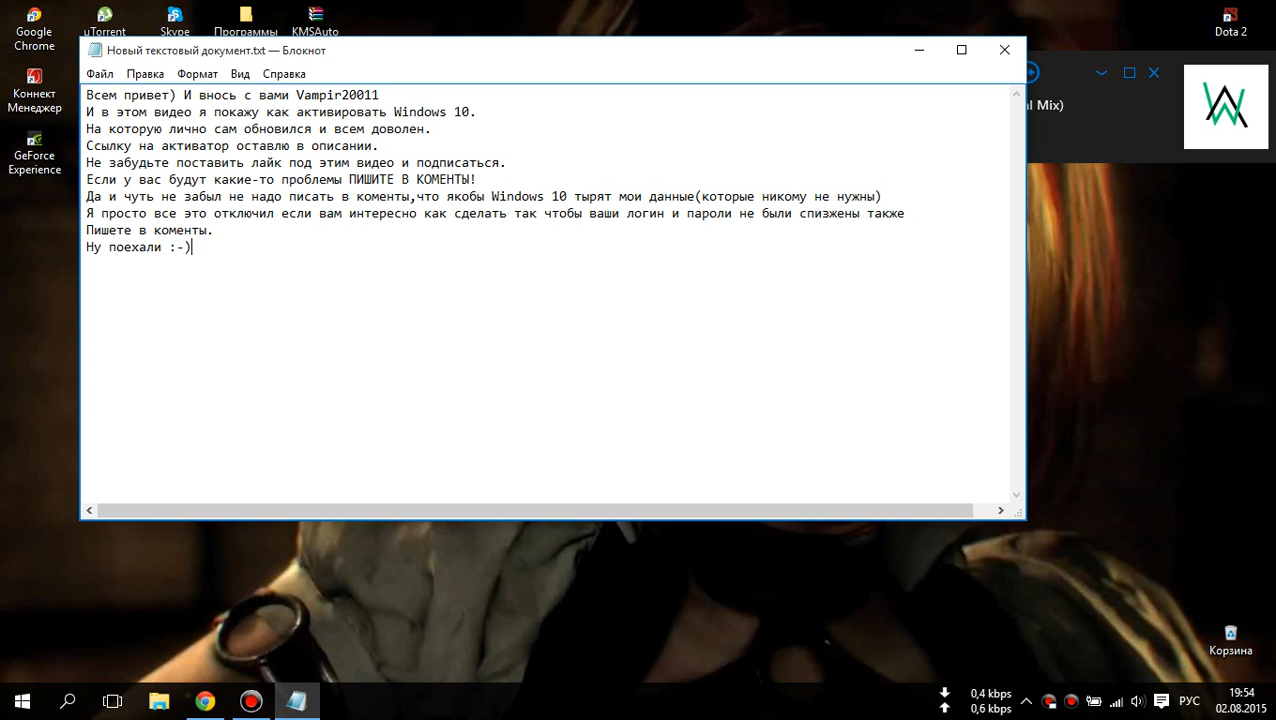 Google Chrome
uTorrent
Skype
Программы
KMSAuto
Dota 2
Коннект Менеджер
GeForce Experience
Новый текстовый документ.txt — Блокнот
Файл Правка Формат Вид Справка
Всем привет) И внось с вами Vampir20011
И в этом видео я покажу как активировать Windows 10.
На которую лично сам обновился и всем доволен.
Ссылку на активатор оставлю в описании.
Не забудьте поставить лайк под этим видео и подписаться.
Если у вас будут какие-то проблемы ПИШИТЕ В КОМЕНТЫ!
Да и чуть не забыл не надо писать в коменты,что якобы Windows 10 тырят мои данные(которые никому не нужны)
Я просто все это отключил если вам интересно как сделать так чтобы ваши логин и пароли не были спизжены также
Пишете в коменты.
Ну поехали :-)
l Mix)
Корзина
0,4 kbps
0,6 kbps
РУС
19:54
02.08.2015